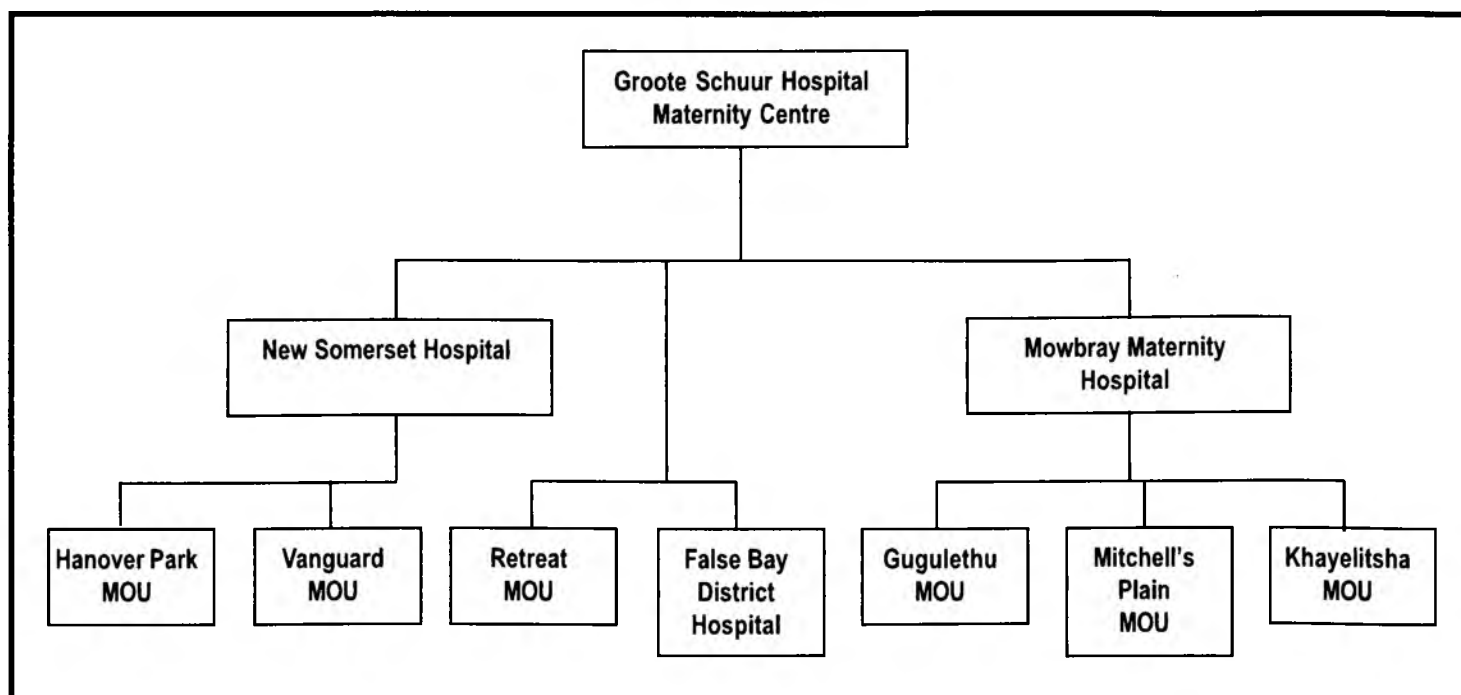 Groote Schuur Hospital
Maternity Centre
New Somerset Hospital
Mowbray Maternity
Hospital
Hanover Park
MOU
Vanguard
MOU
Retreat
MOU
False Bay
District
Hospital
Gugulethu
MOU
Mitchell's
Plain
MOU
Khayelitsha
MOU